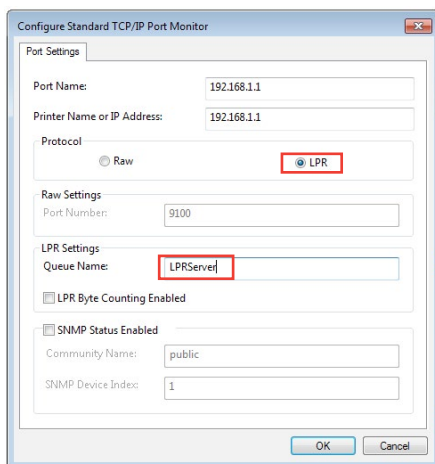 Configure Standard TCP/IP Port Monitor
Port Settings
Port Name: 192.168.1.1
Printer Name or IP Address: 192.168.1.1
Protocol
Raw LPR
Raw Settings
Port Number: 9100
LPR Settings
Queue Name: LPRServer
LPR Byte Counting Enabled
SNMP Status Enabled
Community Name: public
SNMP Device Index: 1
OK Cancel